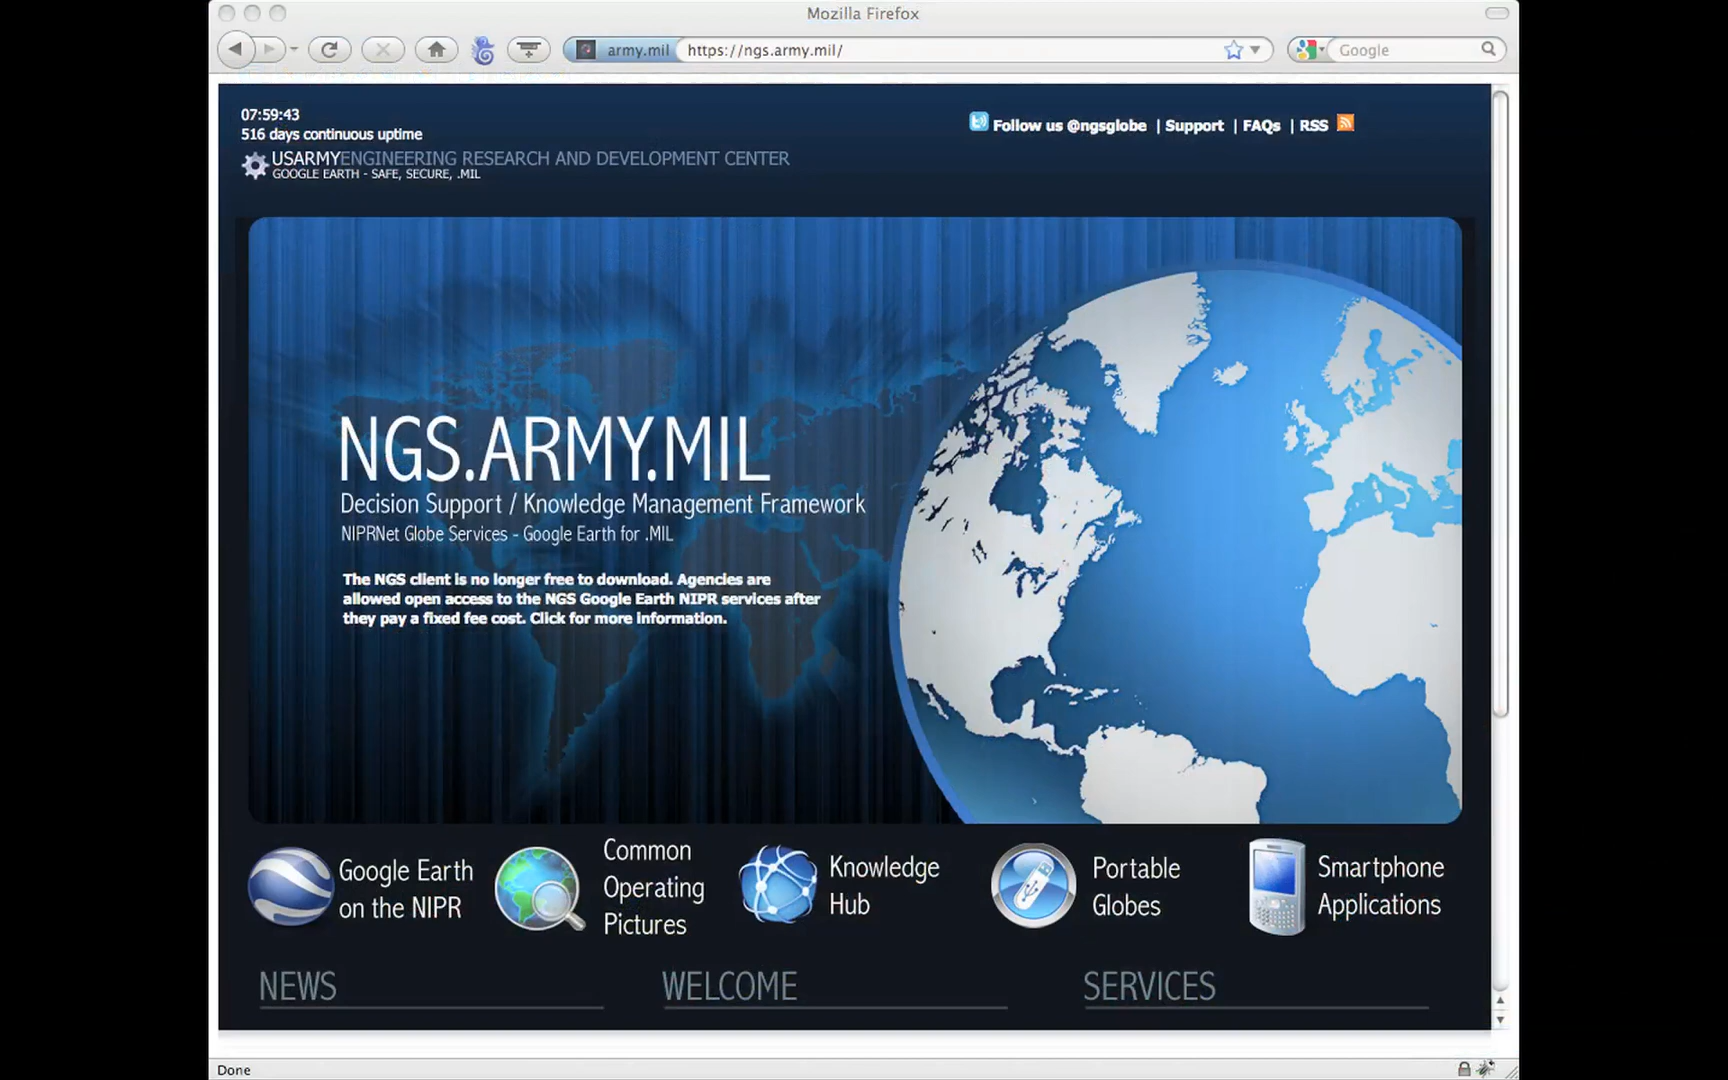 Mozilla Firefox
army.mil https://ngs.army.mil/
Google
07:59:43
516 days continuous uptime
Follow us @ngsglobe | Support | FAQs | RSS
USARMYENGINEERING RESEARCH AND DEVELOPMENT CENTER
GOOGLE EARTH - SAFE, SECURE, .MIL
NGS.ARMY.MIL
Decision Support / Knowledge Management Framework
NIPRNet Globe Services - Google Earth for .MIL
The NGS client is no longer free to download. Agencies are
allowed open access to the NGS Google Earth NIPR services after
they pay a fixed fee cost. Click for more information.
Google Earth
on the NIPR
Common
Operating
Pictures
Knowledge
Hub
Portable
Globes
Smartphone
Applications
NEWS
WELCOME
SERVICES
Done